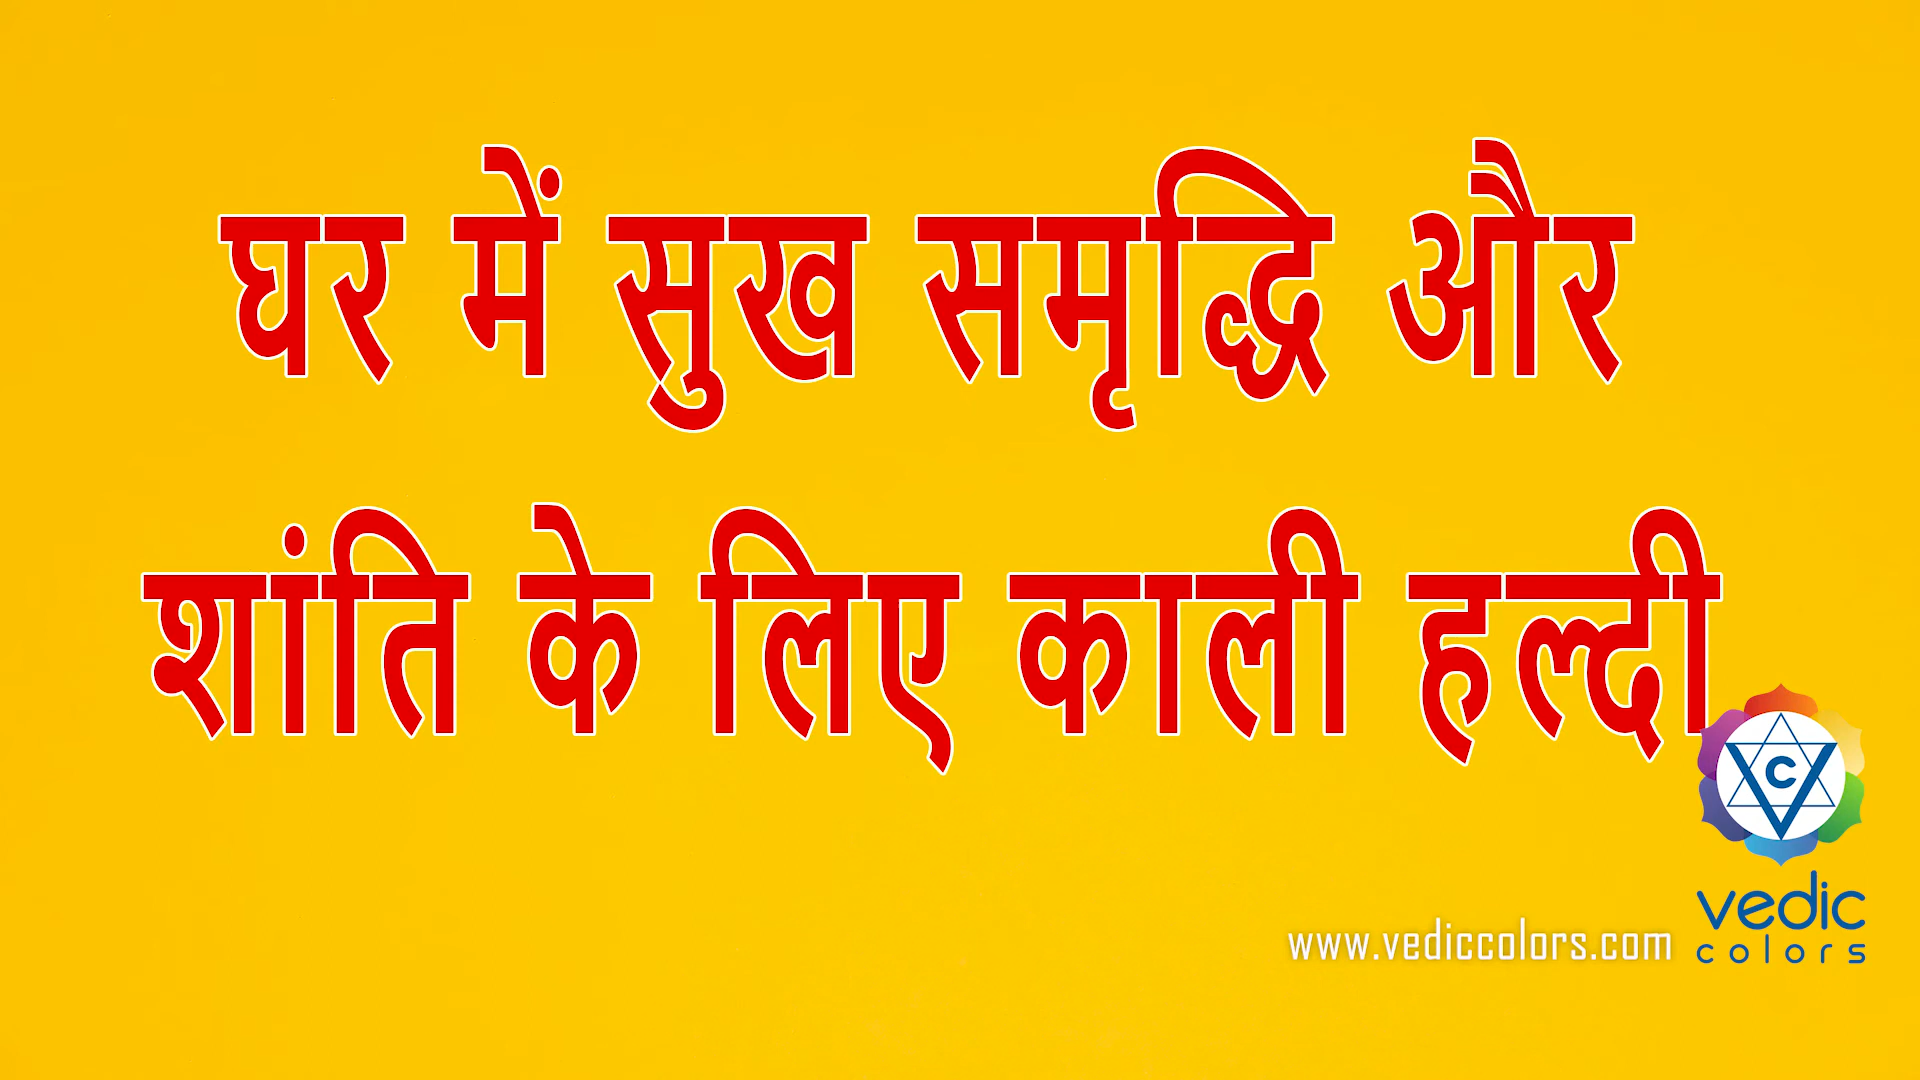 घर में सुख समृद्धि और
शांति के लिए काली हल्दी
C
www.vediccolors.com
vedic
colors